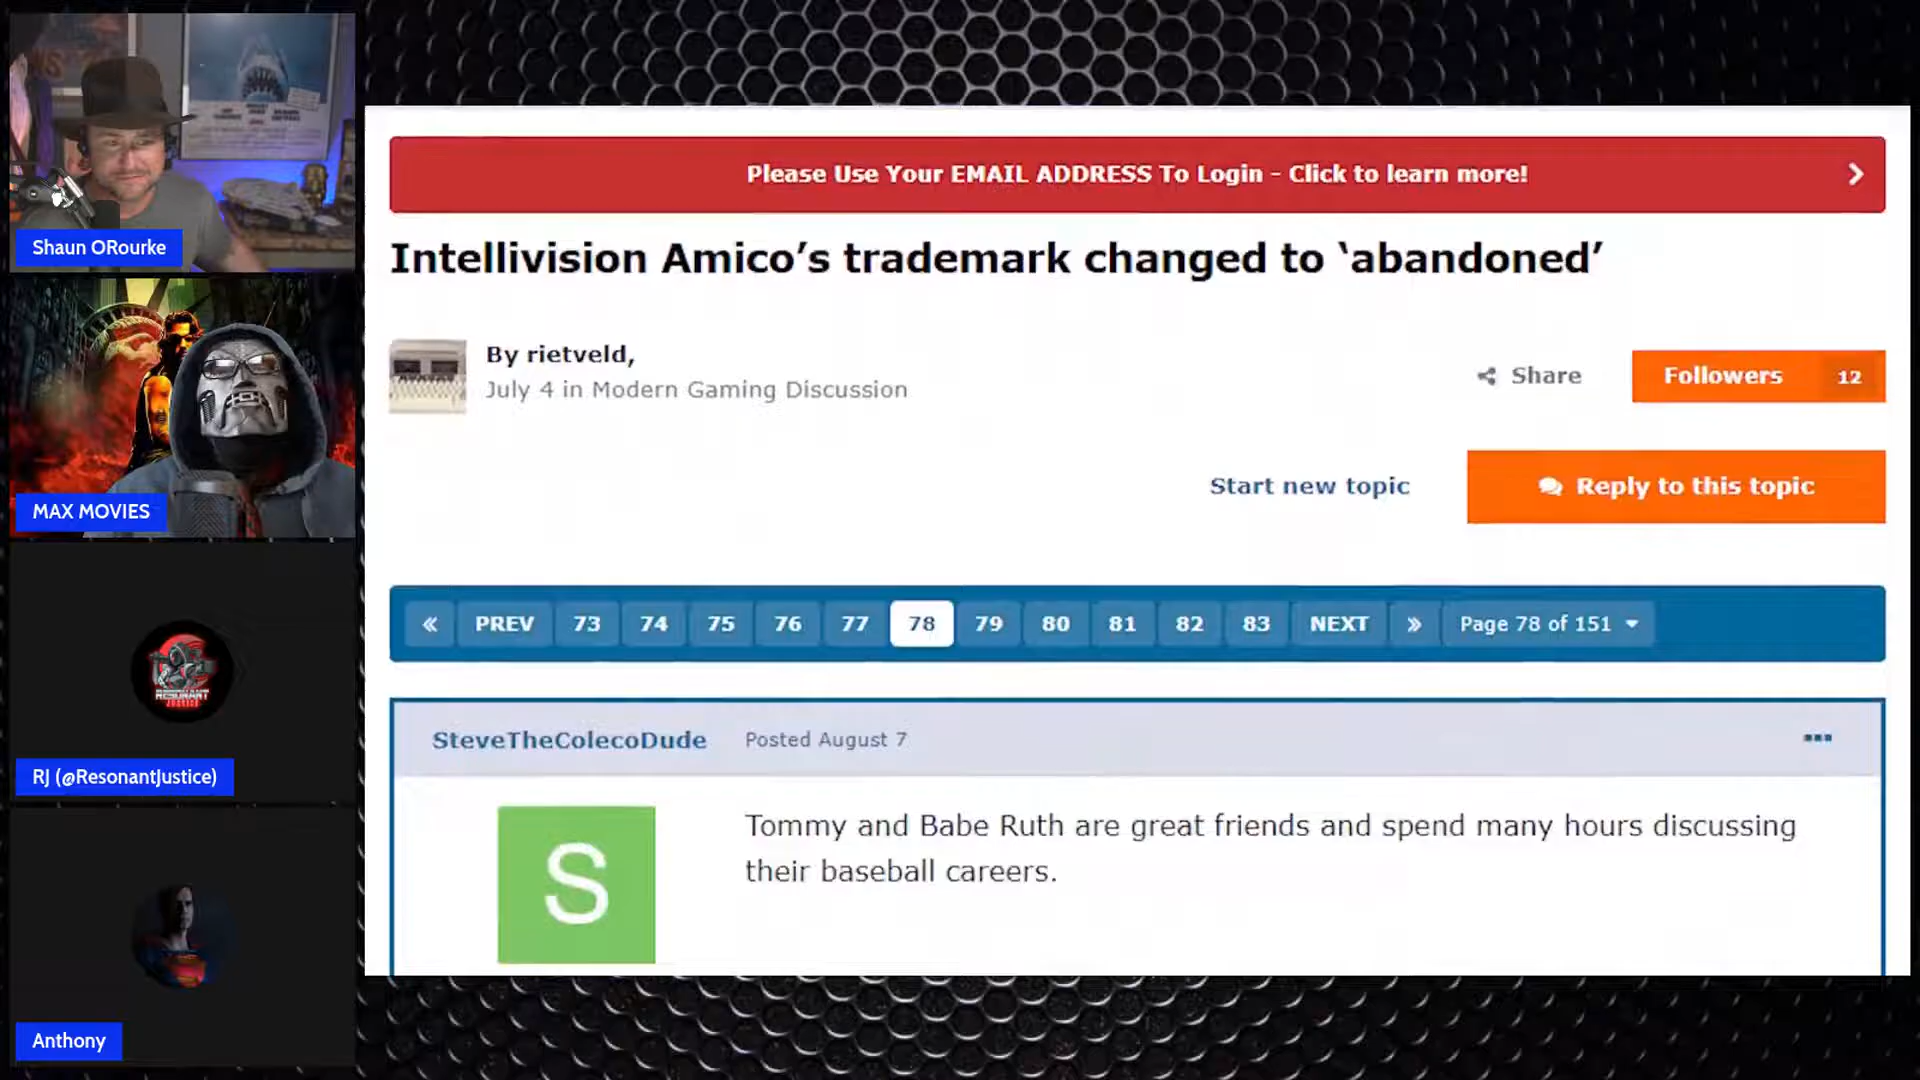 Shaun ORourke
MAX MOVIES
RESONANT
JUSTICE
RJ (@ResonantJustice)
Anthony
Please Use Your EMAIL ADDRESS To Login - Click to learn more!
Intellivision Amico’s trademark changed to ‘abandoned’
By rietveld,
July 4 in Modern Gaming Discussion
Share
Followers 12
Start new topic
Reply to this topic
« PREV 73 74 75 76 77 78 79 80 81 82 83 NEXT » Page 78 of 151
SteveTheColecoDude Posted August 7
S
Tommy and Babe Ruth are great friends and spend many hours discussing
their baseball careers.